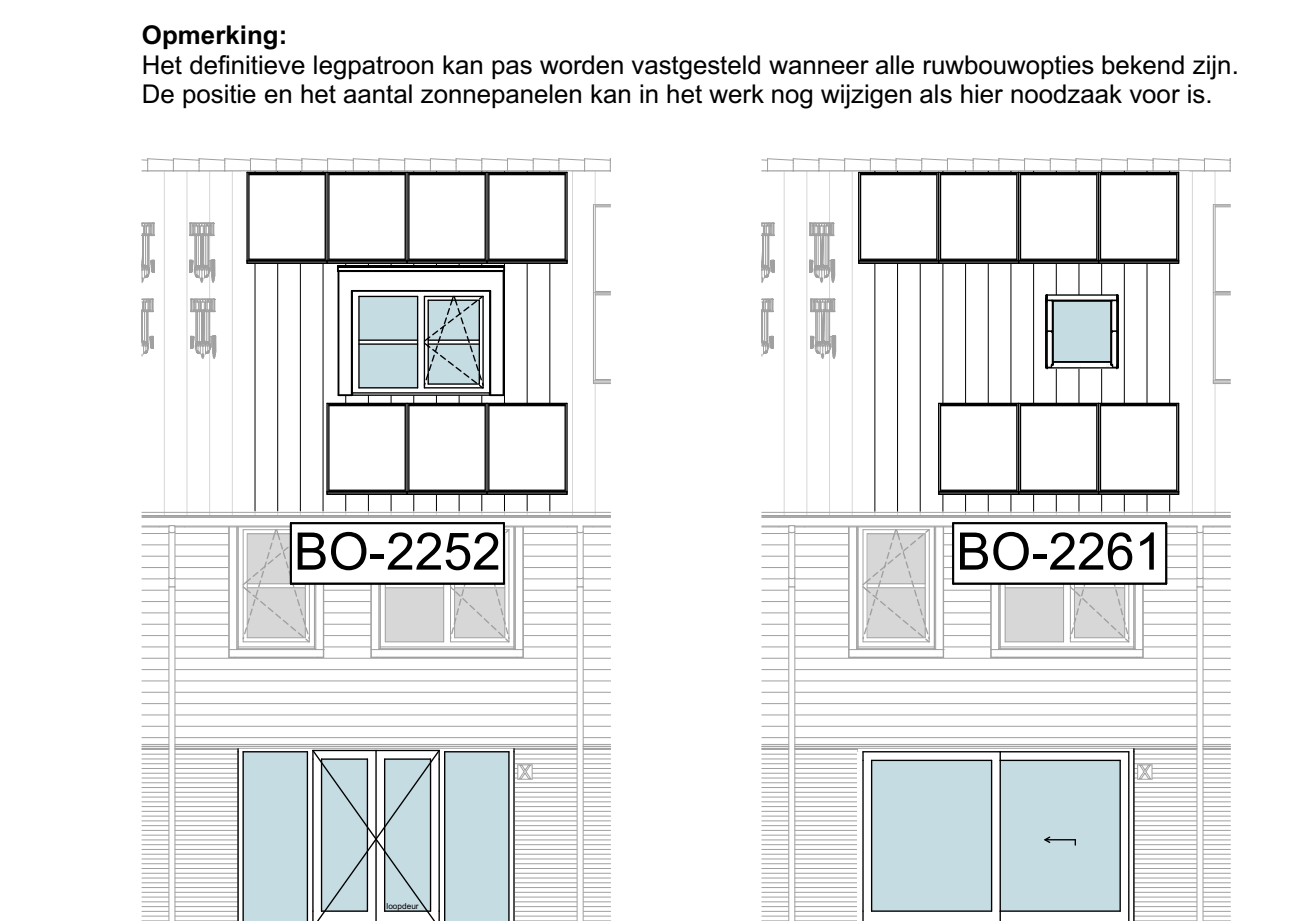 Opmerking:
Het definitieve legpatroon kan pas worden vastgesteld wanneer alle ruwbouwopties bekend zijn.
De positie en het aantal zonnepanelen kan in het werk nog wijzigen als hier noodzaak voor is.
BO-2252
BO-2261
loopdeur